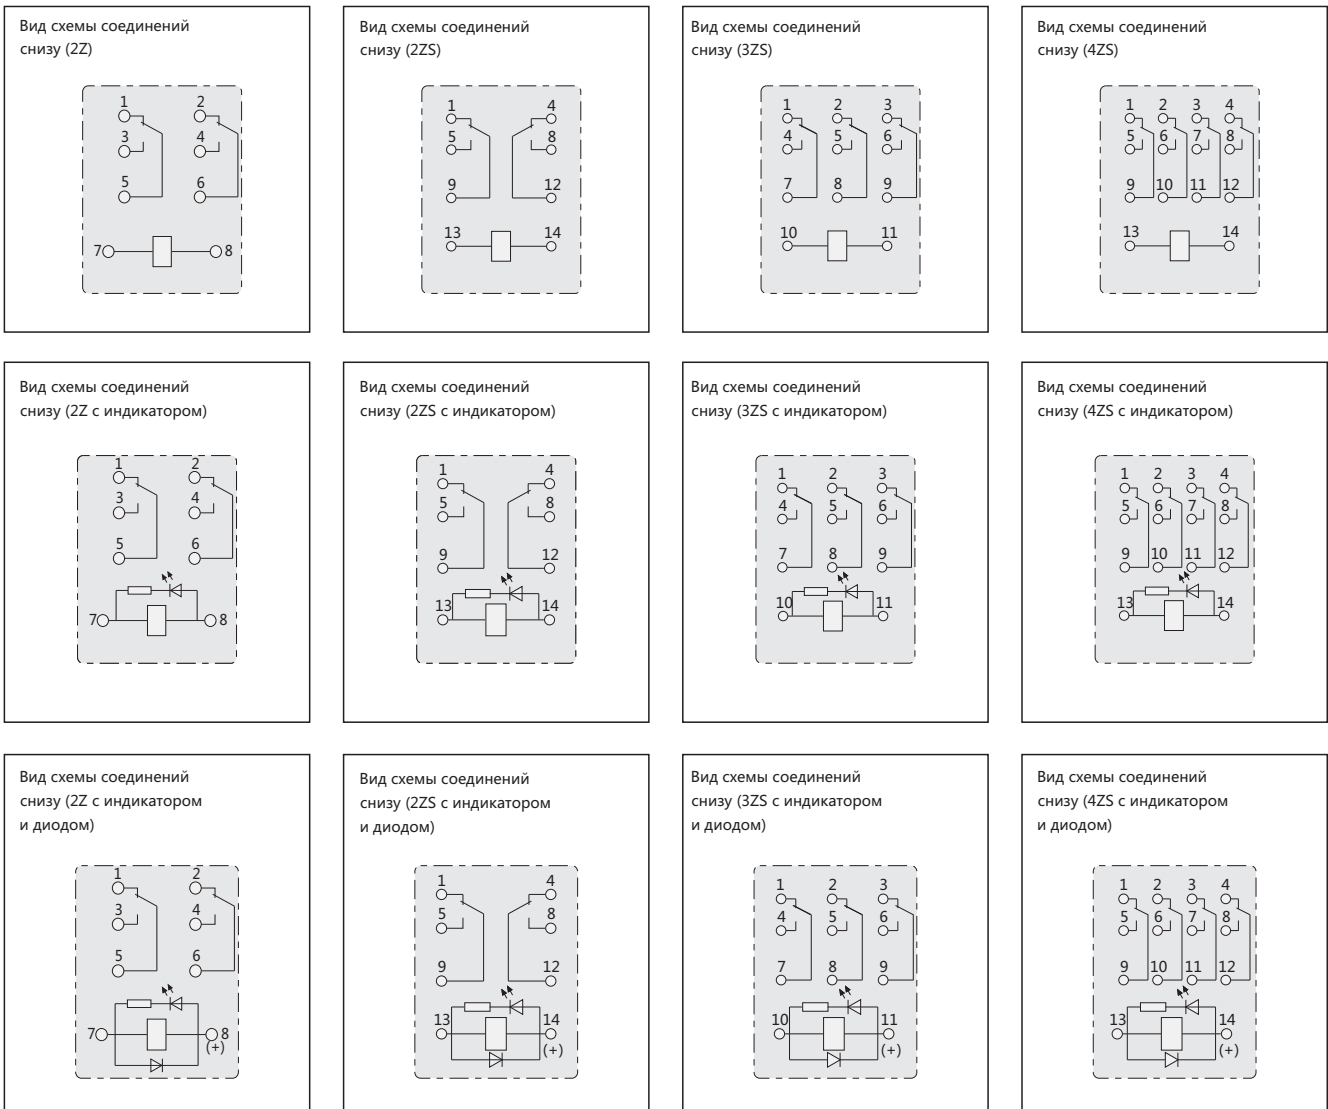 Вид схемы соединений
снизу (2Z)
1 2
3 4
5 6
7 8
Вид схемы соединений
снизу (2ZS)
1 4
5 8
9 12
13 14
Вид схемы соединений
снизу (3ZS)
1 2 3
4 5 6
7 8 9
10 11
Вид схемы соединений
снизу (4ZS)
1 2 3 4
5 6 7 8
9 10 11 12
13 14
Вид схемы соединений
снизу (2Z с индикатором)
1 2
3 4
5 6
7 8
Вид схемы соединений
снизу (2ZS с индикатором)
1 4
5 8
9 12
13 14
Вид схемы соединений
снизу (3ZS с индикатором)
1 2 3
4 5 6
7 8 9
10 11
Вид схемы соединений
снизу (4ZS с индикатором)
1 2 3 4
5 6 7 8
9 10 11 12
13 14
Вид схемы соединений
снизу (2Z с индикатором
и диодом)
1 2
3 4
5 6
7 8
(+)
Вид схемы соединений
снизу (2ZS с индикатором
и диодом)
1 4
5 8
9 12
13 14
(+)
Вид схемы соединений
снизу (3ZS с индикатором
и диодом)
1 2 3
4 5 6
7 8 9
10 11
(+)
Вид схемы соединений
снизу (4ZS с индикатором
и диодом)
1 2 3 4
5 6 7 8
9 10 11 12
13 14
(+)